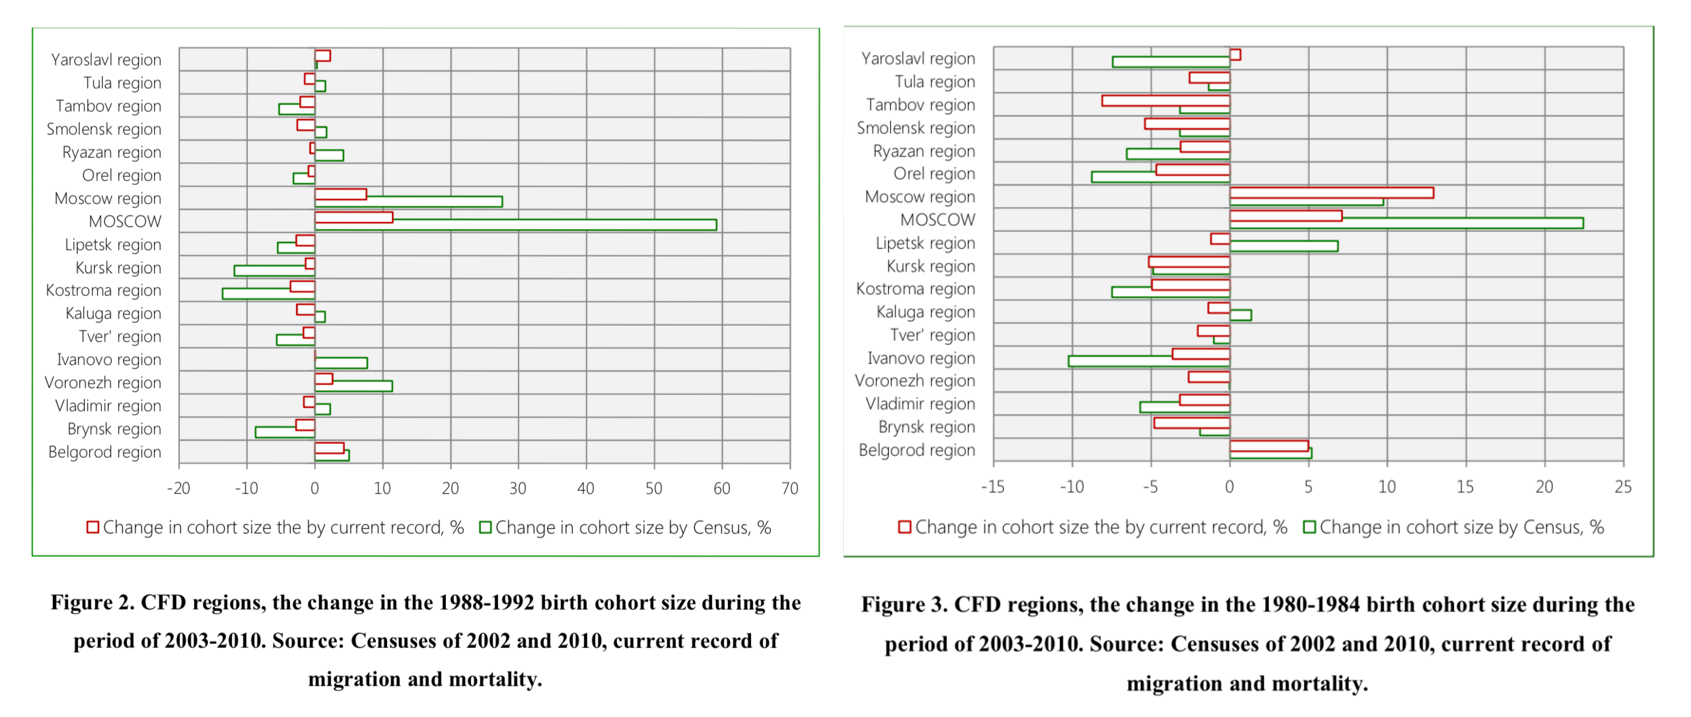 Yaroslavl region
Tula region
Tambov region
Smolensk region
Ryazan region
Orel region
Moscow region
MOSCOW
Lipetsk region
Kursk region
Kostroma region
Kaluga region
Tver' region
Ivanovo region
Voronezh region
Vladimir region
Brynsk region
Belgorod region
-20 -10 0 10 20 30 40 50 60 70
Change in cohort size the by current record, % Change in cohort size by Census, %
Figure 2. CFD regions, the change in the 1988-1992 birth cohort size during the
period of 2003-2010. Source: Censuses of 2002 and 2010, current record of
migration and mortality.
Yaroslavl region
Tula region
Tambov region
Smolensk region
Ryazan region
Orel region
Moscow region
MOSCOW
Lipetsk region
Kursk region
Kostroma region
Kaluga region
Tver' region
Ivanovo region
Voronezh region
Vladimir region
Brynsk region
Belgorod region
-15 -10 -5 0 5 10 15 20 25
Change in cohort size the by current record, % Change in cohort size by Census, %
Figure 3. CFD regions, the change in the 1980-1984 birth cohort size during the
period of 2003-2010. Source: Censuses of 2002 and 2010, current record of
migration and mortality.